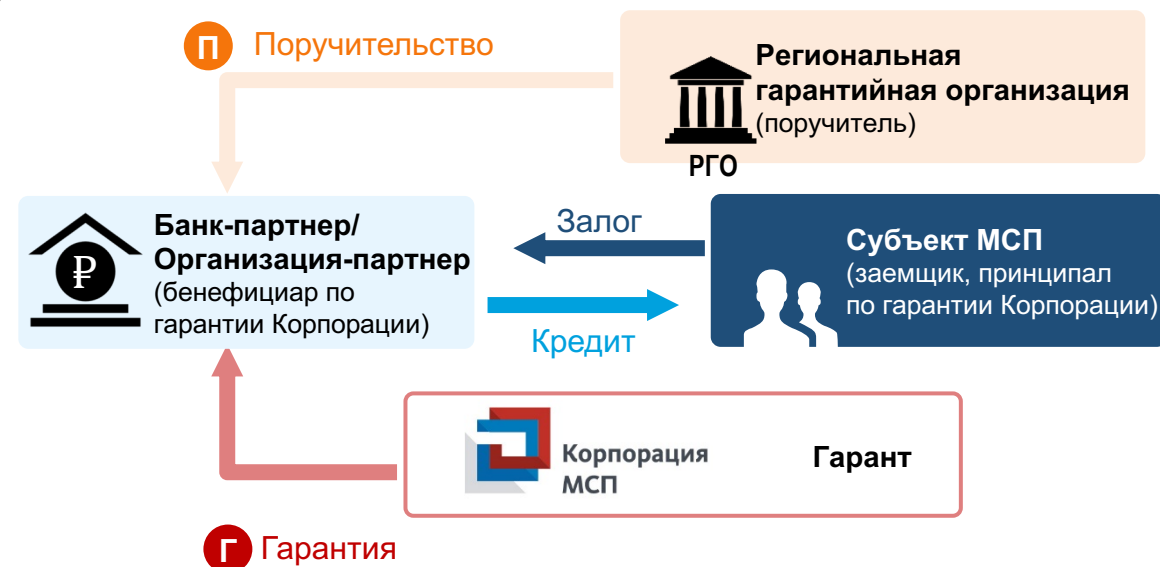 П
Поручительство
Региональная
гарантийная организация
(поручитель)
РГО
Банк-партнер/
Организация-партнер
(бенефициар по
гарантии Корпорации)
₽
Залог
Кредит
Субъект МСП
(заемщик, принципал
по гарантии Корпорации)
Корпорация
МСП
Гарант
Г
Гарантия